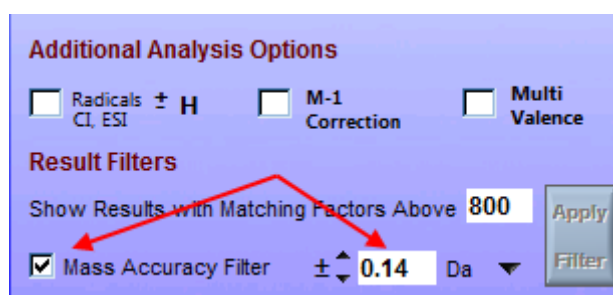 Additional Analysis Options
Radicals ± H
CI, ESI
M-1
Correction
Multi
Valence
Result Filters
Show Results with Matching Factors Above 800
Apply
Filter
Mass Accuracy Filter ± 0.14 Da